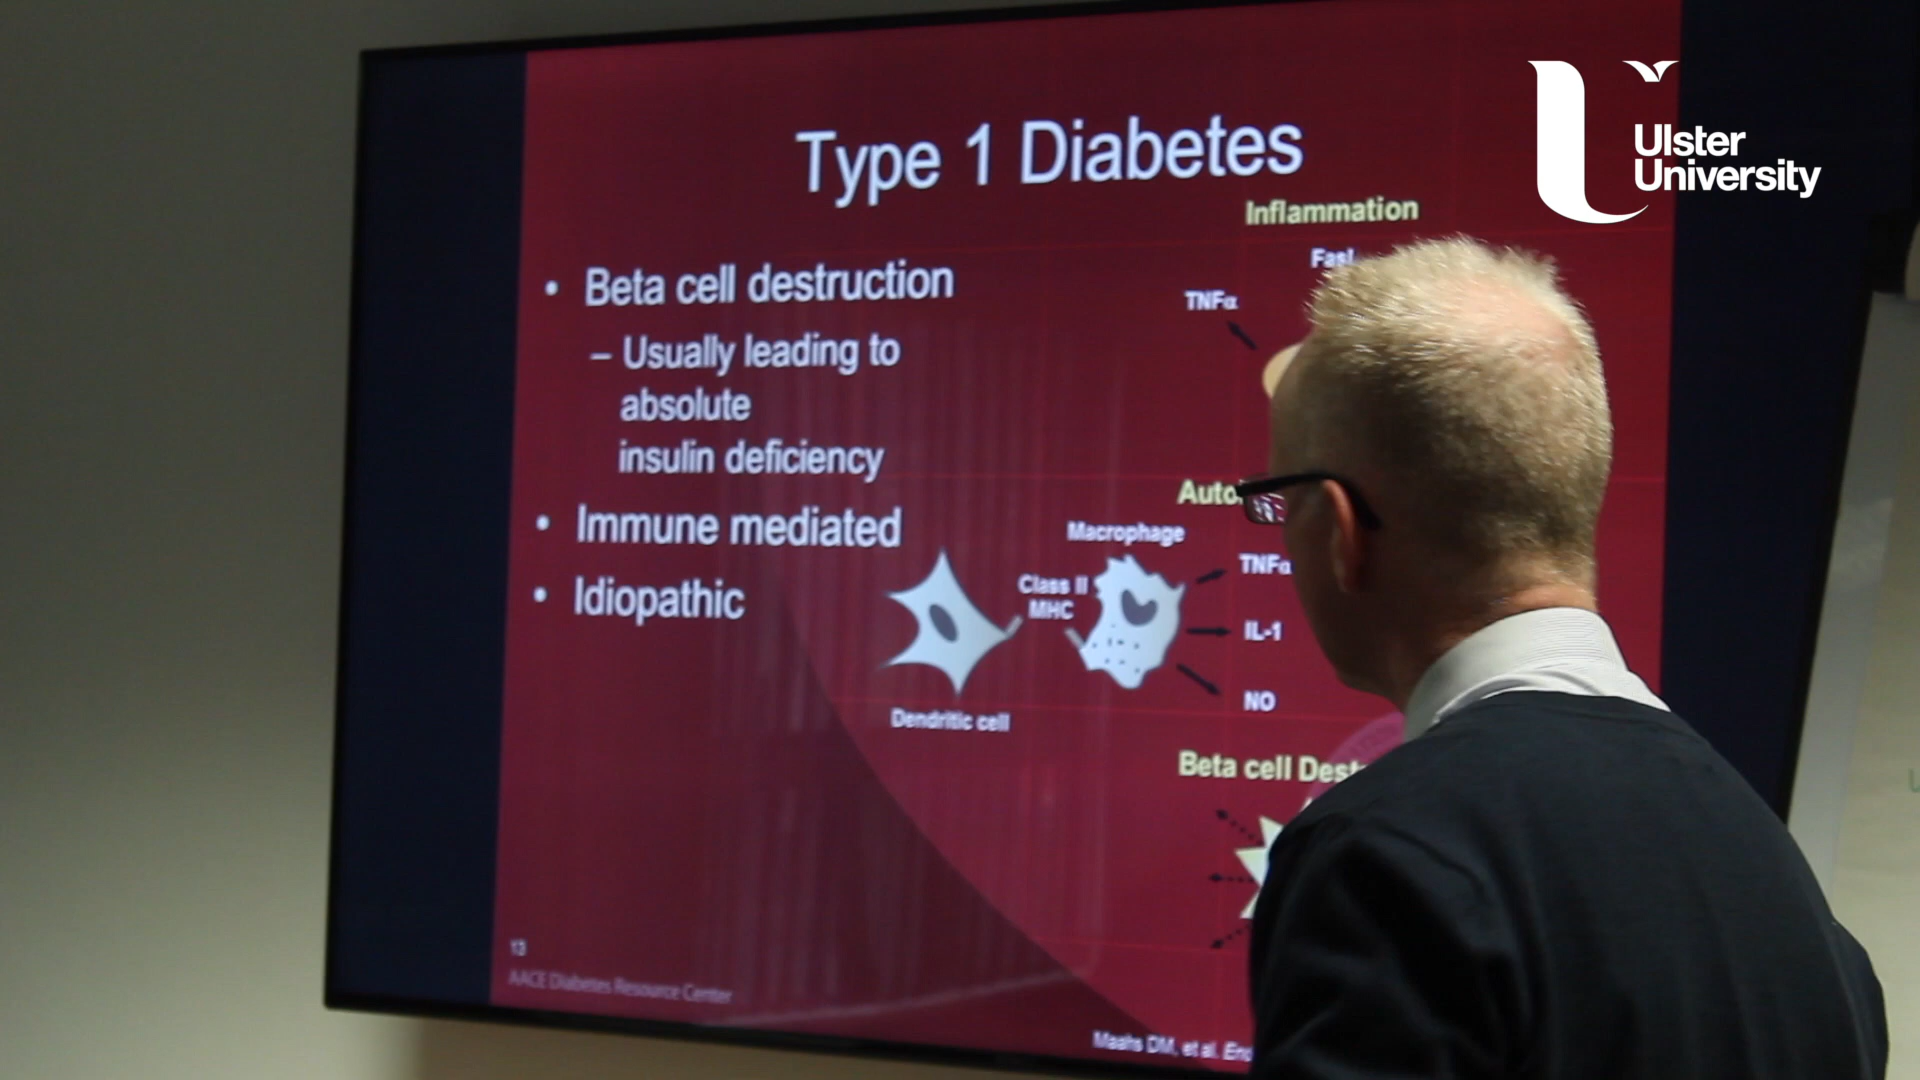 Ulster
University
Type 1 Diabetes
• Beta cell destruction
– Usually leading to
absolute
insulin deficiency
• Immune mediated
• Idiopathic
Inflammation
FasL
TNFα
Macrophage
Class II
MHC
TNFα
IL-1
NO
Dendritic cell
Beta cell
13
AACE Diabetes Resource Center
Maahs DM, et al.